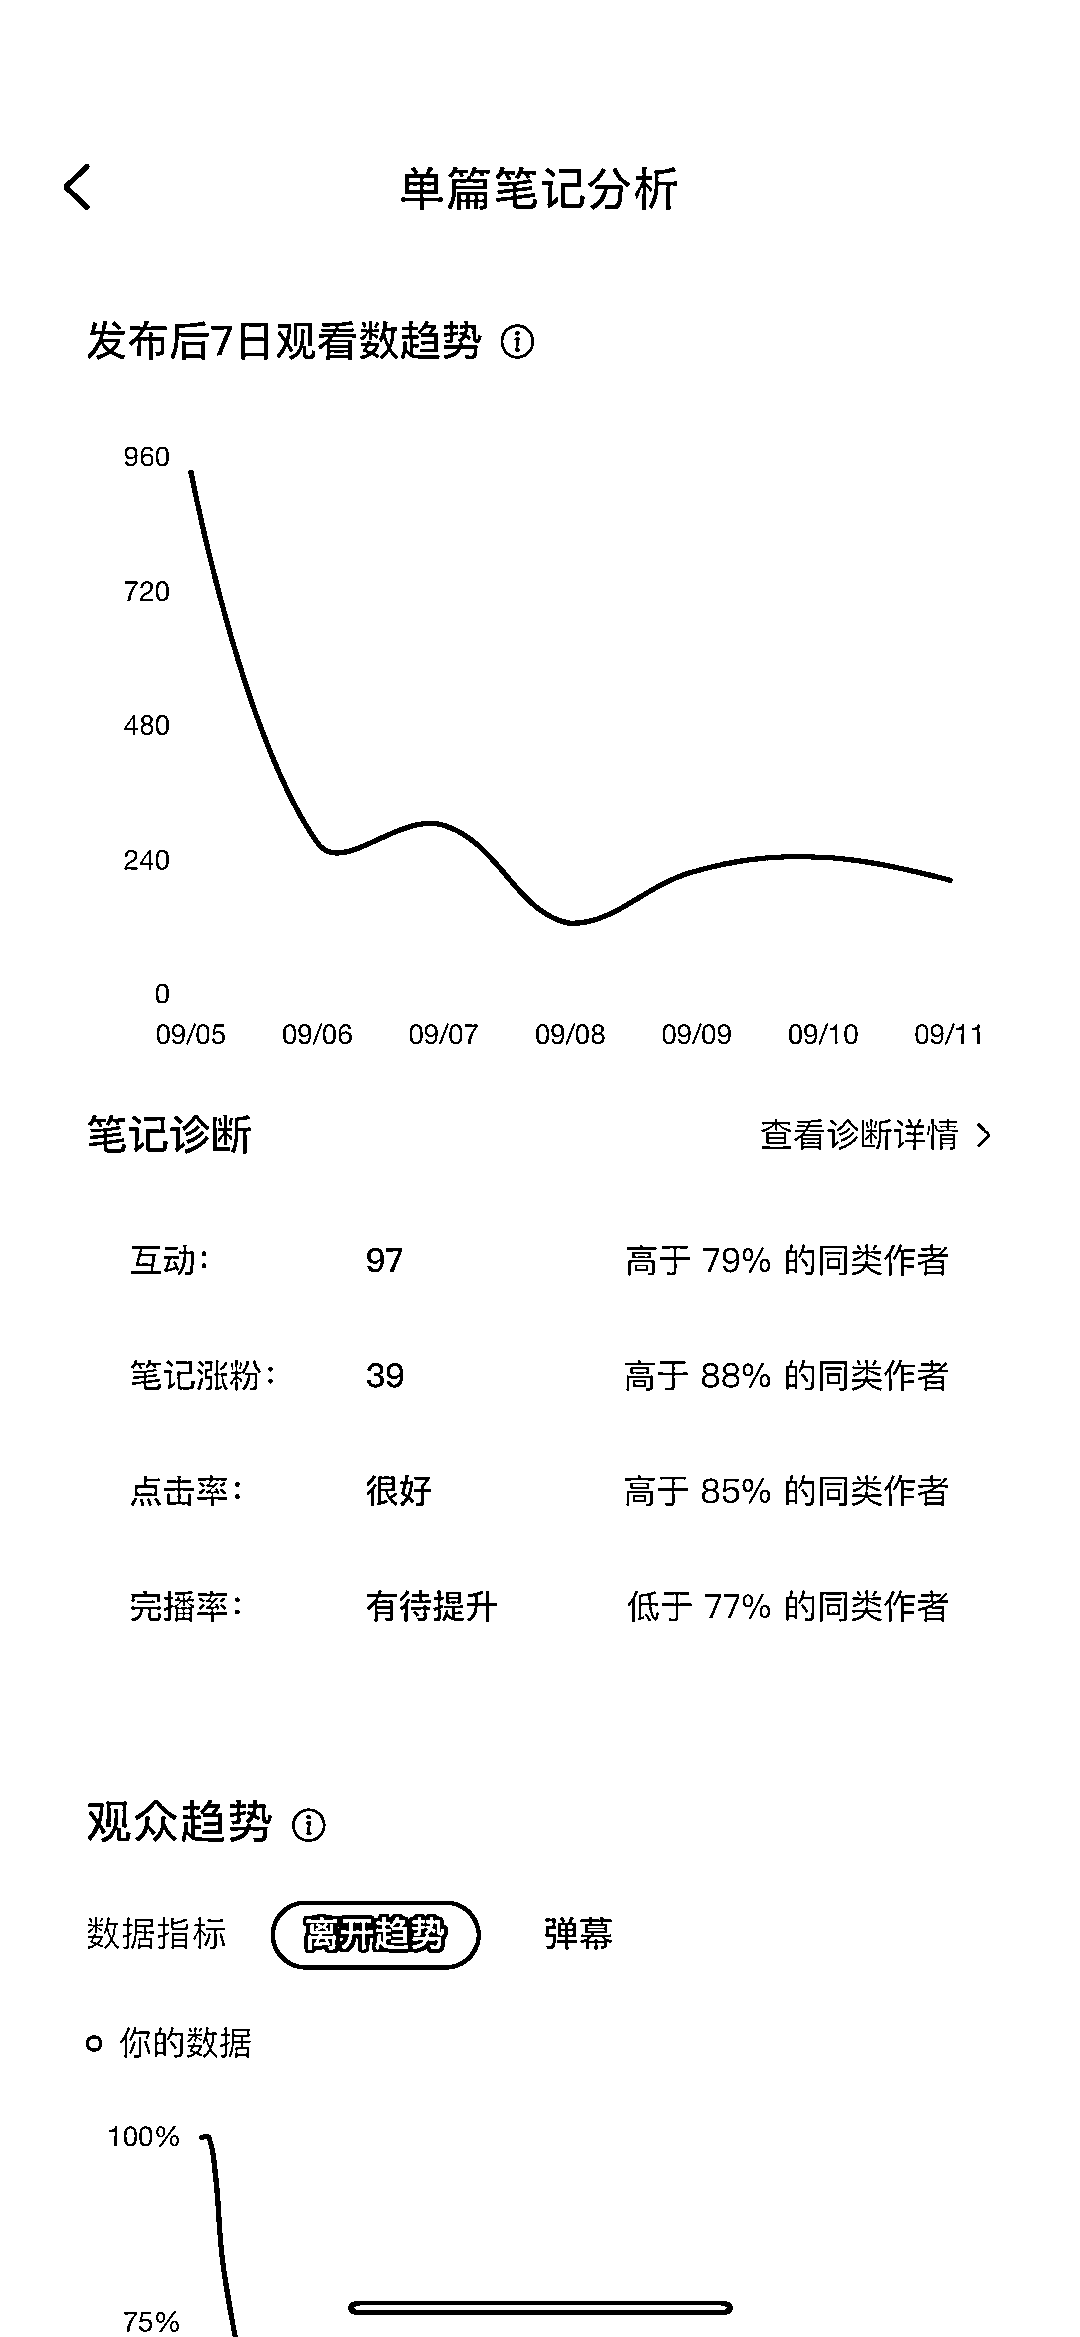 单篇笔记分析
发布后7日观看数趋势
960
720
480
240
0
09/05 09/06 09/07 09/08 09/09 09/10 09/11
笔记诊断 查看诊断详情
互动： 97 高于 79% 的同类作者
笔记涨粉： 39 高于 88% 的同类作者
点击率： 很好 高于 85% 的同类作者
完播率： 有待提升 低于 77% 的同类作者
观众趋势
数据指标 离开趋势 弹幕
你的数据
100%
75%